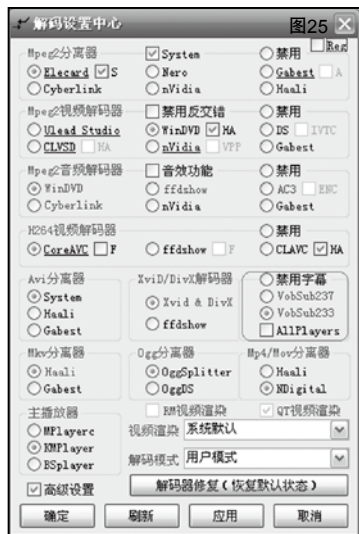 解码设置中心 图25
Mpeg2分离器 System 禁用 Reg
Elecard S Nero Gabest A
Cyberlink nVidia Haali
Mpeg2视频解码器 禁用反交错 禁用
Ulead Studio WinDVD HA DS IVTC
CLVSD HA nVidia VPP Gabest
Mpeg2音频解码器 音效功能 禁用
WinDVD ffdshow AC3 ENC
Cyberlink nVidia Gabest
H264视频解码器 禁用
CoreAVC F ffdshow F CLAVC HA
Avi分离器 XviD/DivX解码器 禁用字幕
System Xvid & DivX VobSub237
Haali ffdshow VobSub233
Gabest AllPlayers
Mkv分离器 Ogg分离器 Mp4/Mov分离器
Haali OggSplitter Haali
Gabest OggDS NDigital
主播放器 RM视频渲染 QT视频渲染
MPlayerc 视频渲染 系统默认
KMPlayer 解码模式 用户模式
BSplayer
高级设置 解码器修复(恢复默认状态)
确定 刷新 应用 取消